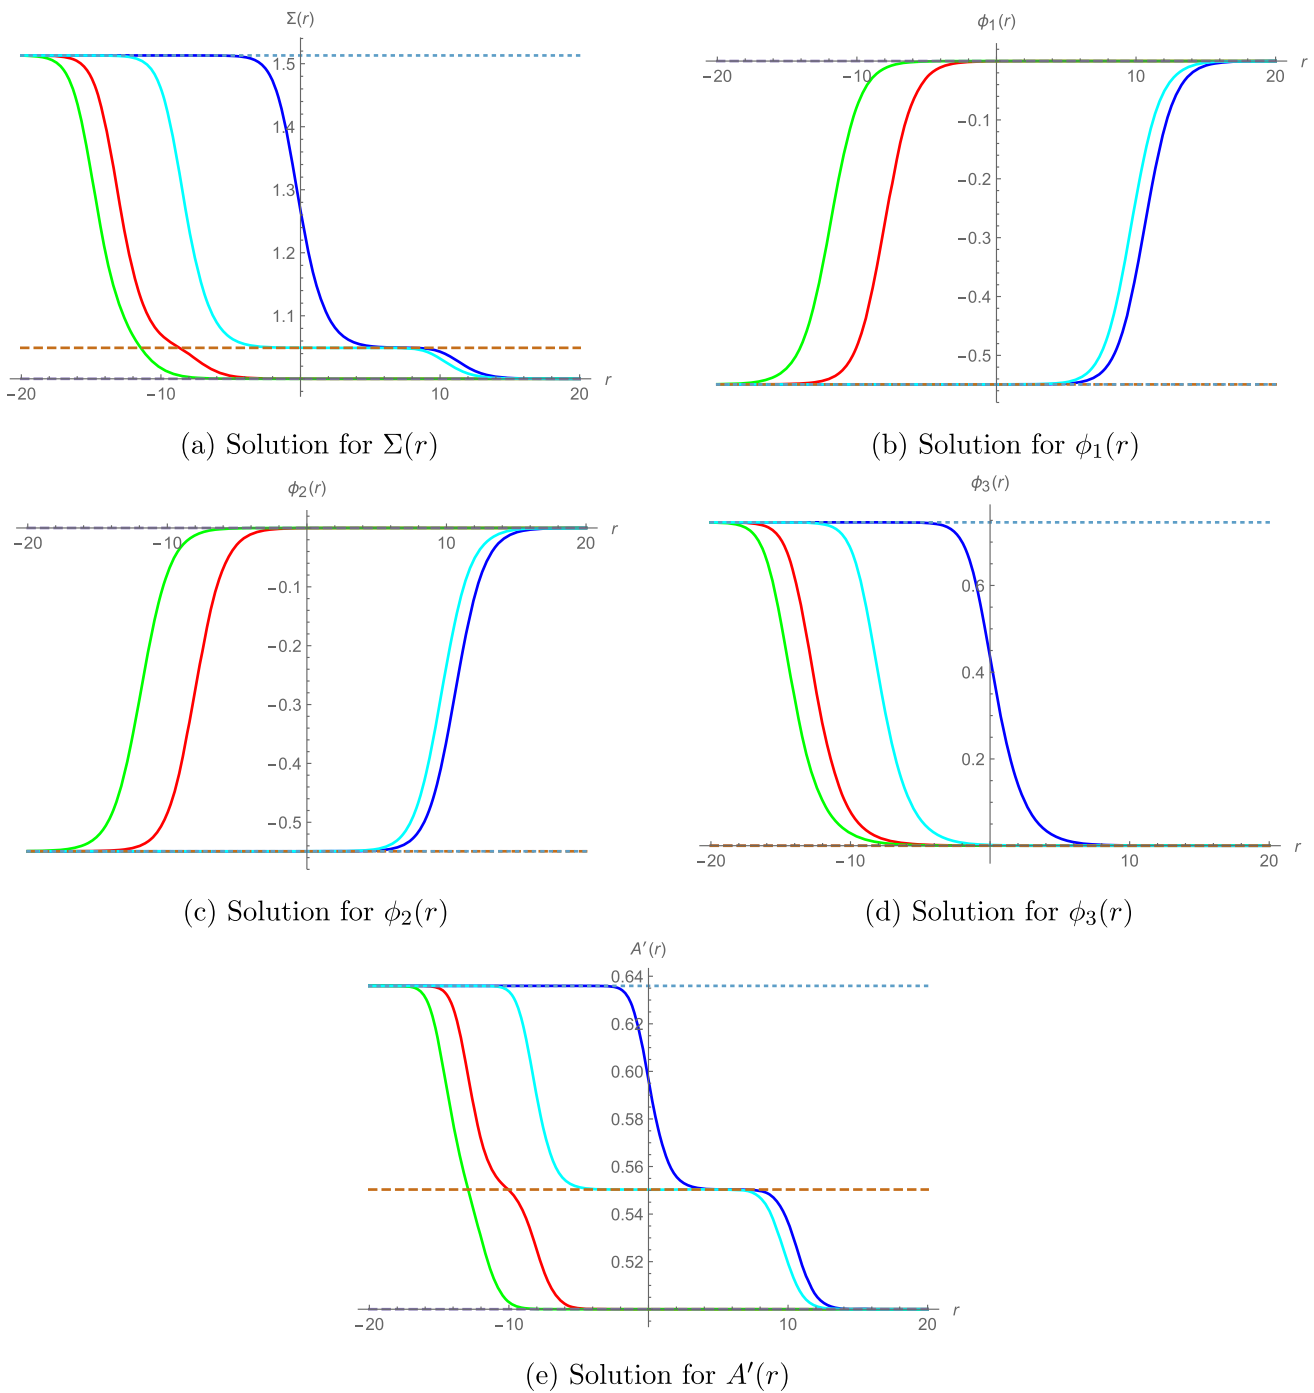 Σ(r)
1.5
1.4
1.3
1.2
1.1
−20 −10 10 20 r
(a) Solution for Σ(r)
ϕ1(r)
−20 −10 10 20 r
−0.1
−0.2
−0.3
−0.4
−0.5
(b) Solution for ϕ1(r)
ϕ2(r)
−20 −10 10 20 r
−0.1
−0.2
−0.3
−0.4
−0.5
(c) Solution for ϕ2(r)
ϕ3(r)
0.6
0.4
0.2
−20 −10 10 20 r
(d) Solution for ϕ3(r)
A′(r)
0.64
0.62
0.60
0.58
0.56
0.54
0.52
−20 −10 10 20 r
(e) Solution for A′(r)